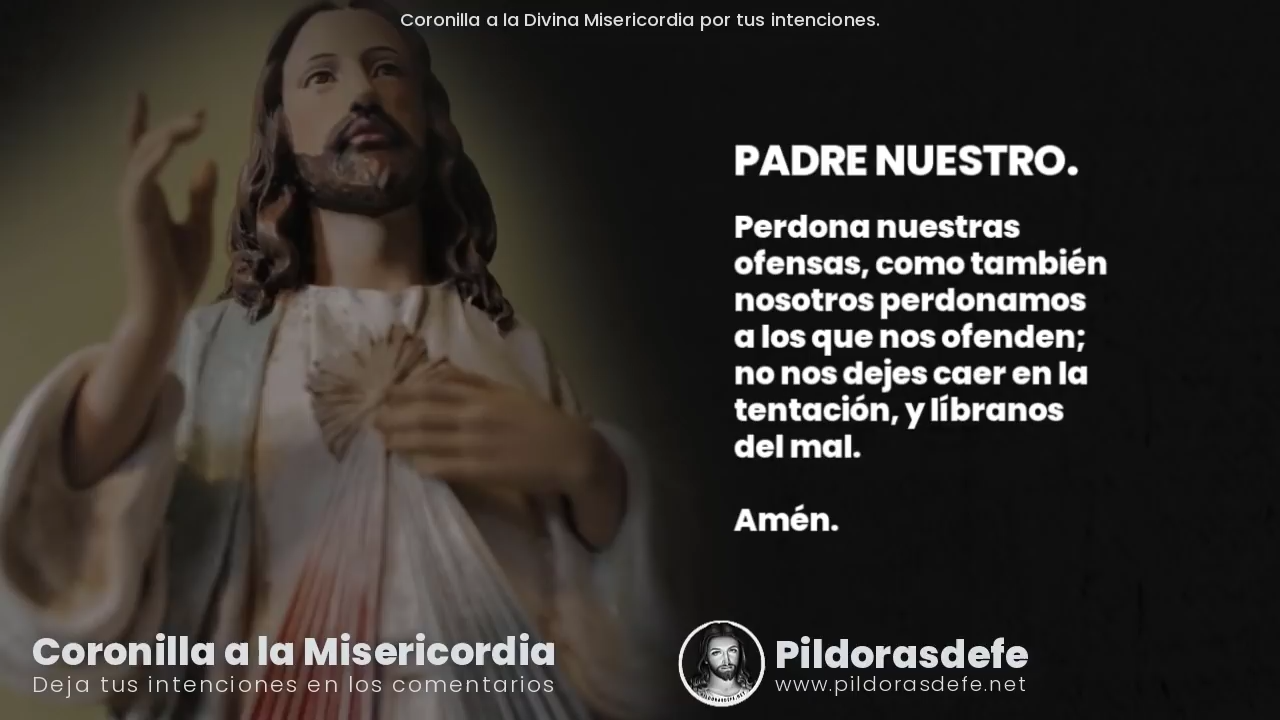 Coronilla a la Divina Misericordia por tus intenciones.
PADRE NUESTRO.
Perdona nuestras
ofensas, como también
nosotros perdonamos
a los que nos ofenden;
no nos dejes caer en la
tentación, y líbranos
del mal.
Amén.
Coronilla a la Misericordia
Deja tus intenciones en los comentarios
Pildorasdefe
www.pildorasdefe.net